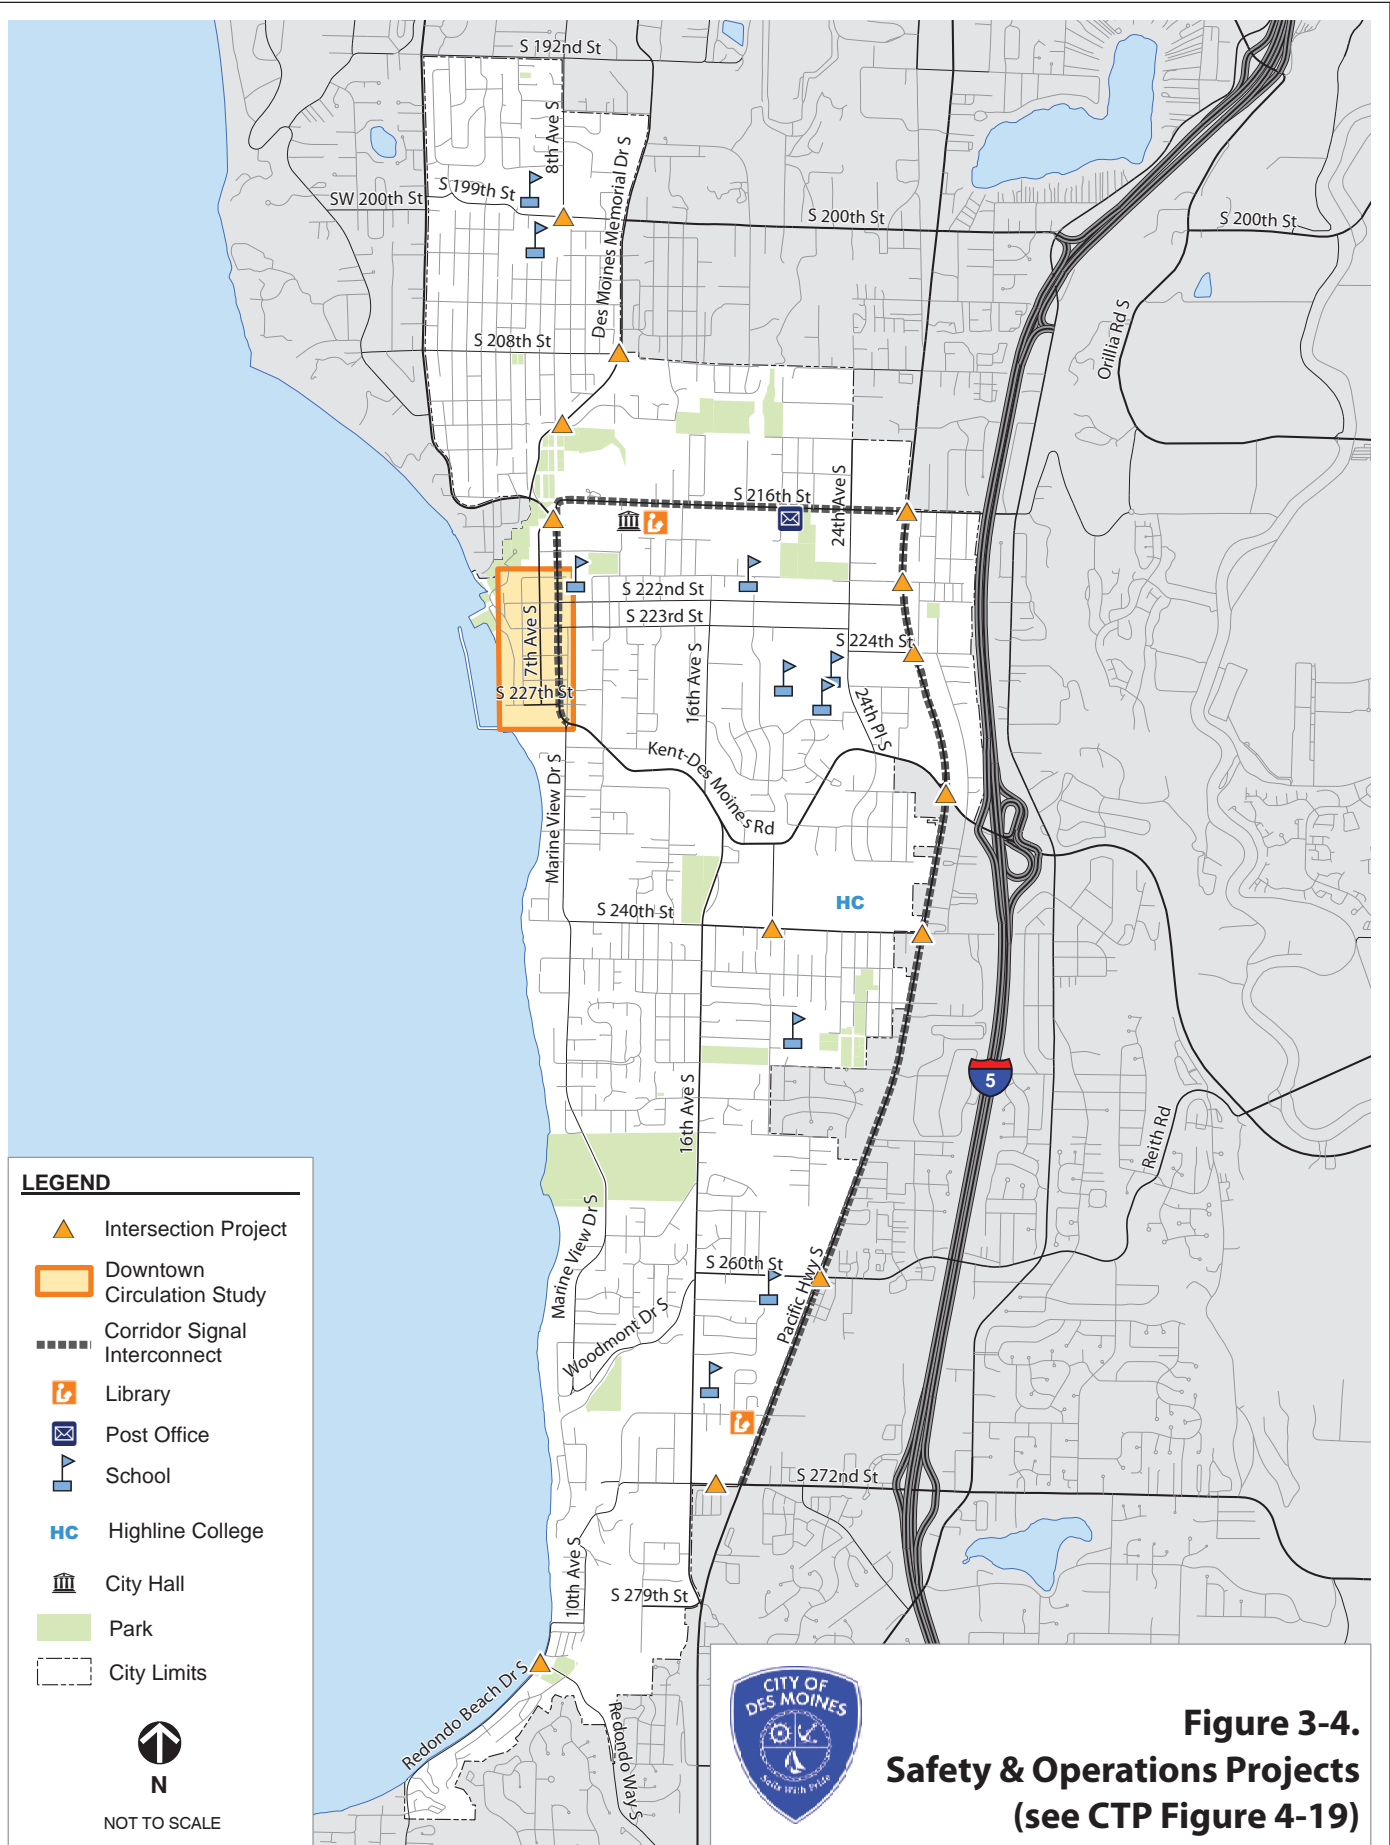 S 192nd St
8th Ave S
Des Moines Memorial Dr S
S 199th St
SW 200th St
S 200th St
S 200th St
Orillia Rd S
S 208th St
S 216th St
24th Ave S
S 222nd St
S 223rd St
7th Ave S
S 224th St
16th Ave S
S 227th St
24th Pl S
Kent-Des Moines Rd
Marine View Dr S
HC
S 240th St
5
16th Ave S
Reith Rd
Marine View Dr S
S 260th St
Pacific Hwy S
Woodmont Dr S
S 272nd St
10th Ave S
S 279th St
Redondo Beach Dr S
Redondo Way S
LEGEND
Intersection Project
Downtown
Circulation Study
Corridor Signal
Interconnect
Library
Post Office
School
HC Highline College
City Hall
Park
City Limits
N
NOT TO SCALE
CITY OF
DES MOINES
Sails With Pride
Figure 3-4.
Safety & Operations Projects
(see CTP Figure 4-19)